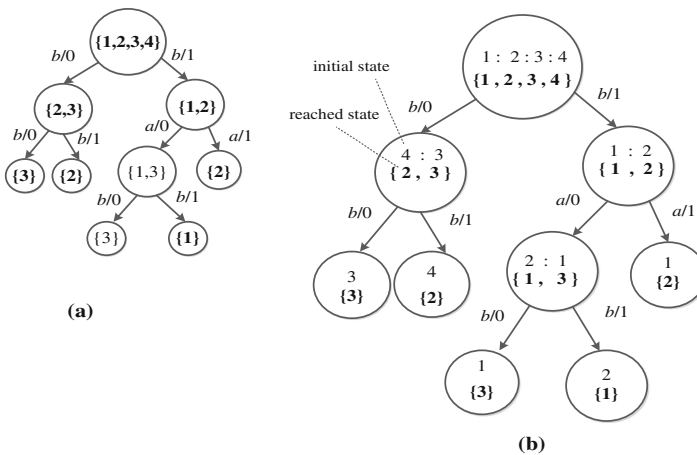 {1,2,3,4}
b/0
b/1
{2,3}
{1,2}
b/0
b/1
a/0
a/1
{3}
{2}
{1,3}
{2}
b/0
b/1
{3}
{1}
(a)
1 : 2 : 3 : 4
{1 , 2 , 3 , 4}
initial state
reached state
b/0
b/1
4 : 3
{ 2 , 3 }
1 : 2
{ 1 , 2}
b/0
b/1
a/0
a/1
3
{3}
4
{2}
2 : 1
{ 1 , 3 }
1
{2}
b/0
b/1
1
{3}
2
{1}
(b)